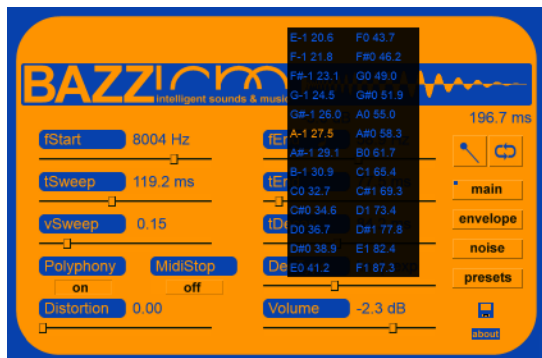 E-1 20.6 F0 43.7
F-1 21.8 F#0 46.2
F#-1 23.1 G0 49.0
G-1 24.5 G#0 51.9
G#-1 26.0 A0 55.0
A-1 27.5 A#0 58.3
A#-1 29.1 B0 61.7
B-1 30.9 C1 65.4
C0 32.7 C#1 69.3
C#0 34.6 D1 73.4
D0 36.7 D#1 77.8
D#0 38.9 E1 82.4
E0 41.2 F1 87.3
BAZZ
intelligent sounds & musi
196.7 ms
fStart 8004 Hz
tSweep 119.2 ms
vSweep 0.15
Polyphony MidiStop
on off
Distortion 0.00
Volume -2.3 dB
main
envelope
noise
presets
about